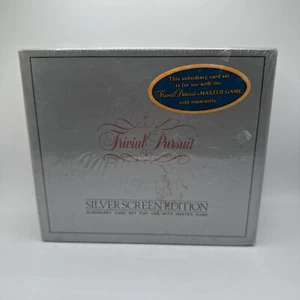 This subsidiary card set
is for use with the
Trivial Pursuit MASTER GAME
sold separately.
Trivial Pursuit
SILVER SCREEN EDITION
SUBSIDIARY CARD SET FOR USE WITH MASTER GAME